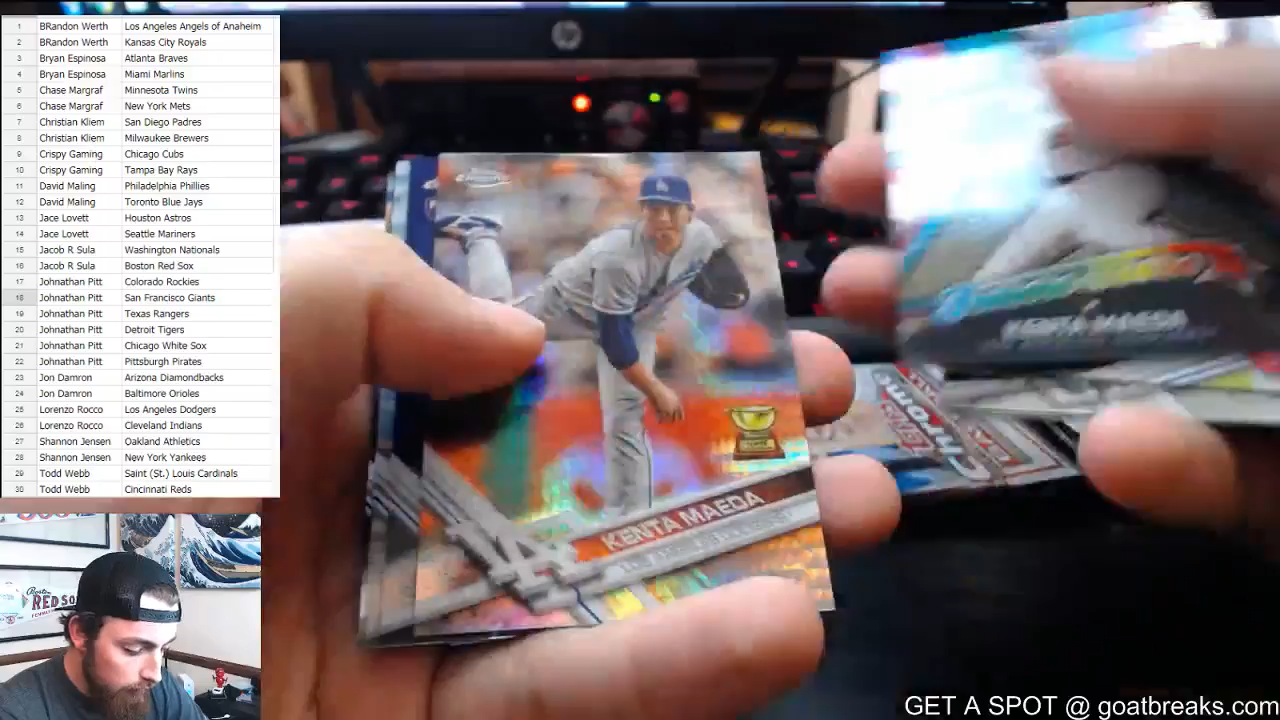 1 BRandon Werth Los Angeles Angels of Anaheim
2 BRandon Werth Kansas City Royals
3 Bryan Espinosa Atlanta Braves
4 Bryan Espinosa Miami Marlins
5 Chase Margraf Minnesota Twins
6 Chase Margraf New York Mets
7 Christian Kliem San Diego Padres
8 Christian Kliem Milwaukee Brewers
9 Crispy Gaming Chicago Cubs
10 Crispy Gaming Tampa Bay Rays
11 David Maling Philadelphia Phillies
12 David Maling Toronto Blue Jays
13 Jace Lovett Houston Astros
14 Jace Lovett Seattle Mariners
15 Jacob R Sula Washington Nationals
16 Jacob R Sula Boston Red Sox
17 Johnathan Pitt Colorado Rockies
18 Johnathan Pitt San Francisco Giants
19 Johnathan Pitt Texas Rangers
20 Johnathan Pitt Detroit Tigers
21 Johnathan Pitt Chicago White Sox
22 Johnathan Pitt Pittsburgh Pirates
23 Jon Damron Arizona Diamondbacks
24 Jon Damron Baltimore Orioles
25 Lorenzo Rocco Los Angeles Dodgers
26 Lorenzo Rocco Cleveland Indians
27 Shannon Jensen Oakland Athletics
28 Shannon Jensen New York Yankees
29 Todd Webb Saint (St.) Louis Cardinals
30 Todd Webb Cincinnati Reds
hp
LA
KENTA MAEDA
LA
KENTA MAEDA
CHROME
Boston
RED SO
GET A SPOT @ goatbreaks.com